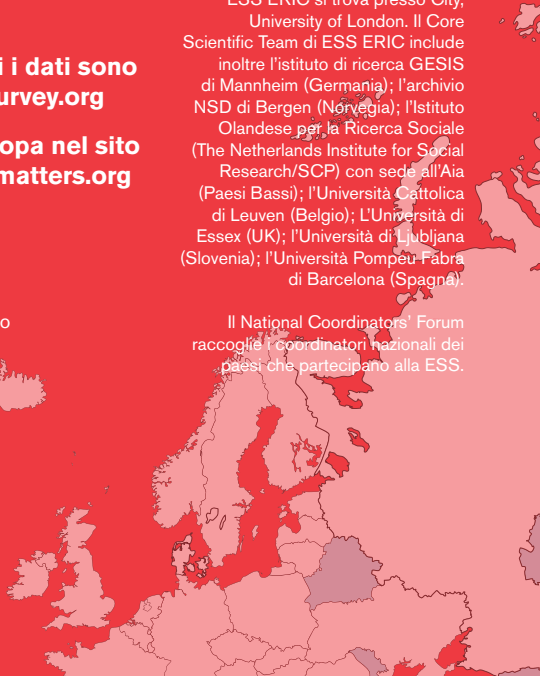 i i dati sono
urvey.org
opa nel sito
matters.org
o
ESS ERIC si trova presso City,
University of London. Il Core
Scientific Team di ESS ERIC include
inoltre l'istituto di ricerca GESIS
di Mannheim (Germania); l'archivio
NSD di Bergen (Norvegia); l'Istituto
Olandese per la Ricerca Sociale
(The Netherlands Institute for Social
Research/SCP) con sede all'Aia
(Paesi Bassi); l'Università Cattolica
di Leuven (Belgio); L'Università di
Essex (UK); l'Università di Ljubljana
(Slovenia); l'Università Pompeu Fabra
di Barcelona (Spagna).
Il National Coordinators' Forum
raccoglie i coordinatori nazionali dei
paesi che partecipano alla ESS.